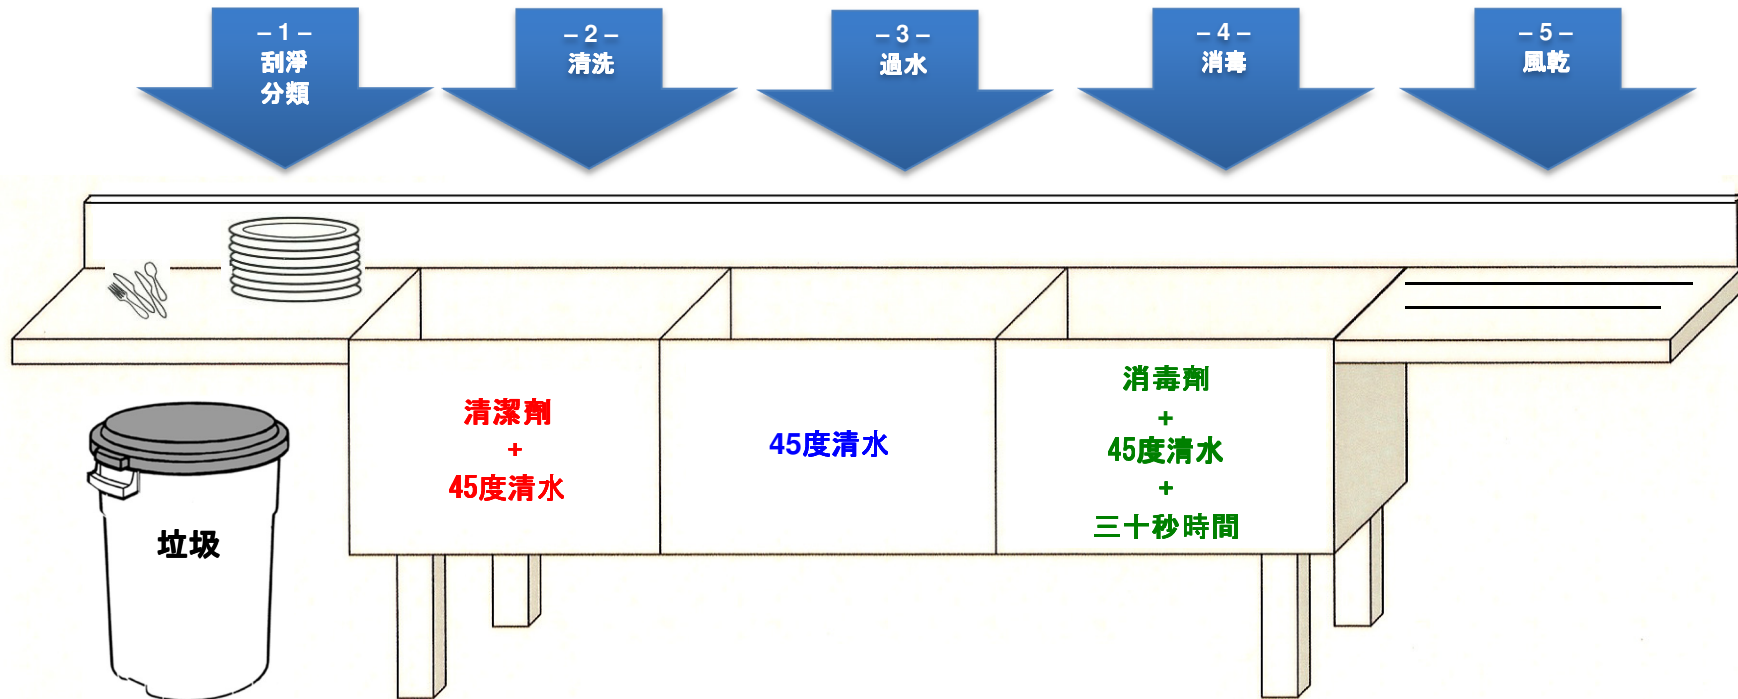 – 1 –
刮淨
分類
– 2 –
清洗
– 3 –
過水
– 4 –
消毒
– 5 –
風乾
清潔劑
+
45度清水
45度清水
消毒劑
+
45度清水
+
三十秒時間
垃圾